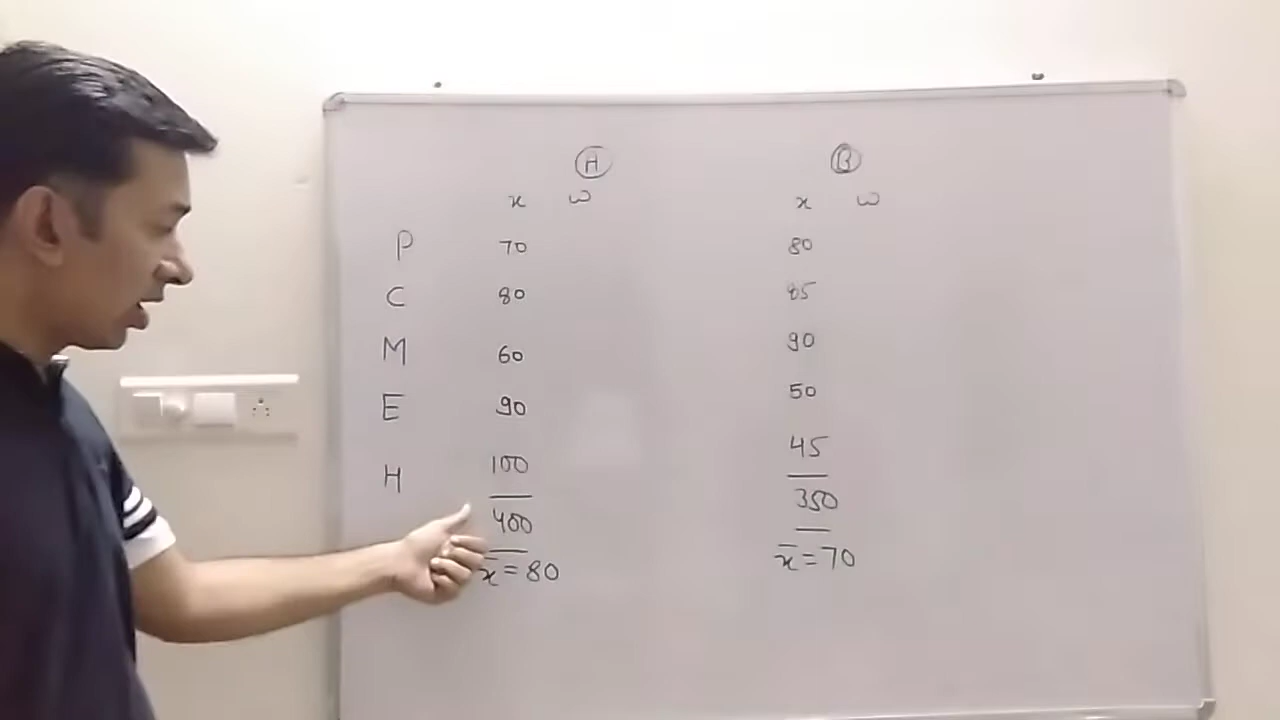 A B
x w x w
P 70 80
C 80 85
M 60 90
E 90 50
H 100 45
400 350
x̄ = 80 x̄ = 70